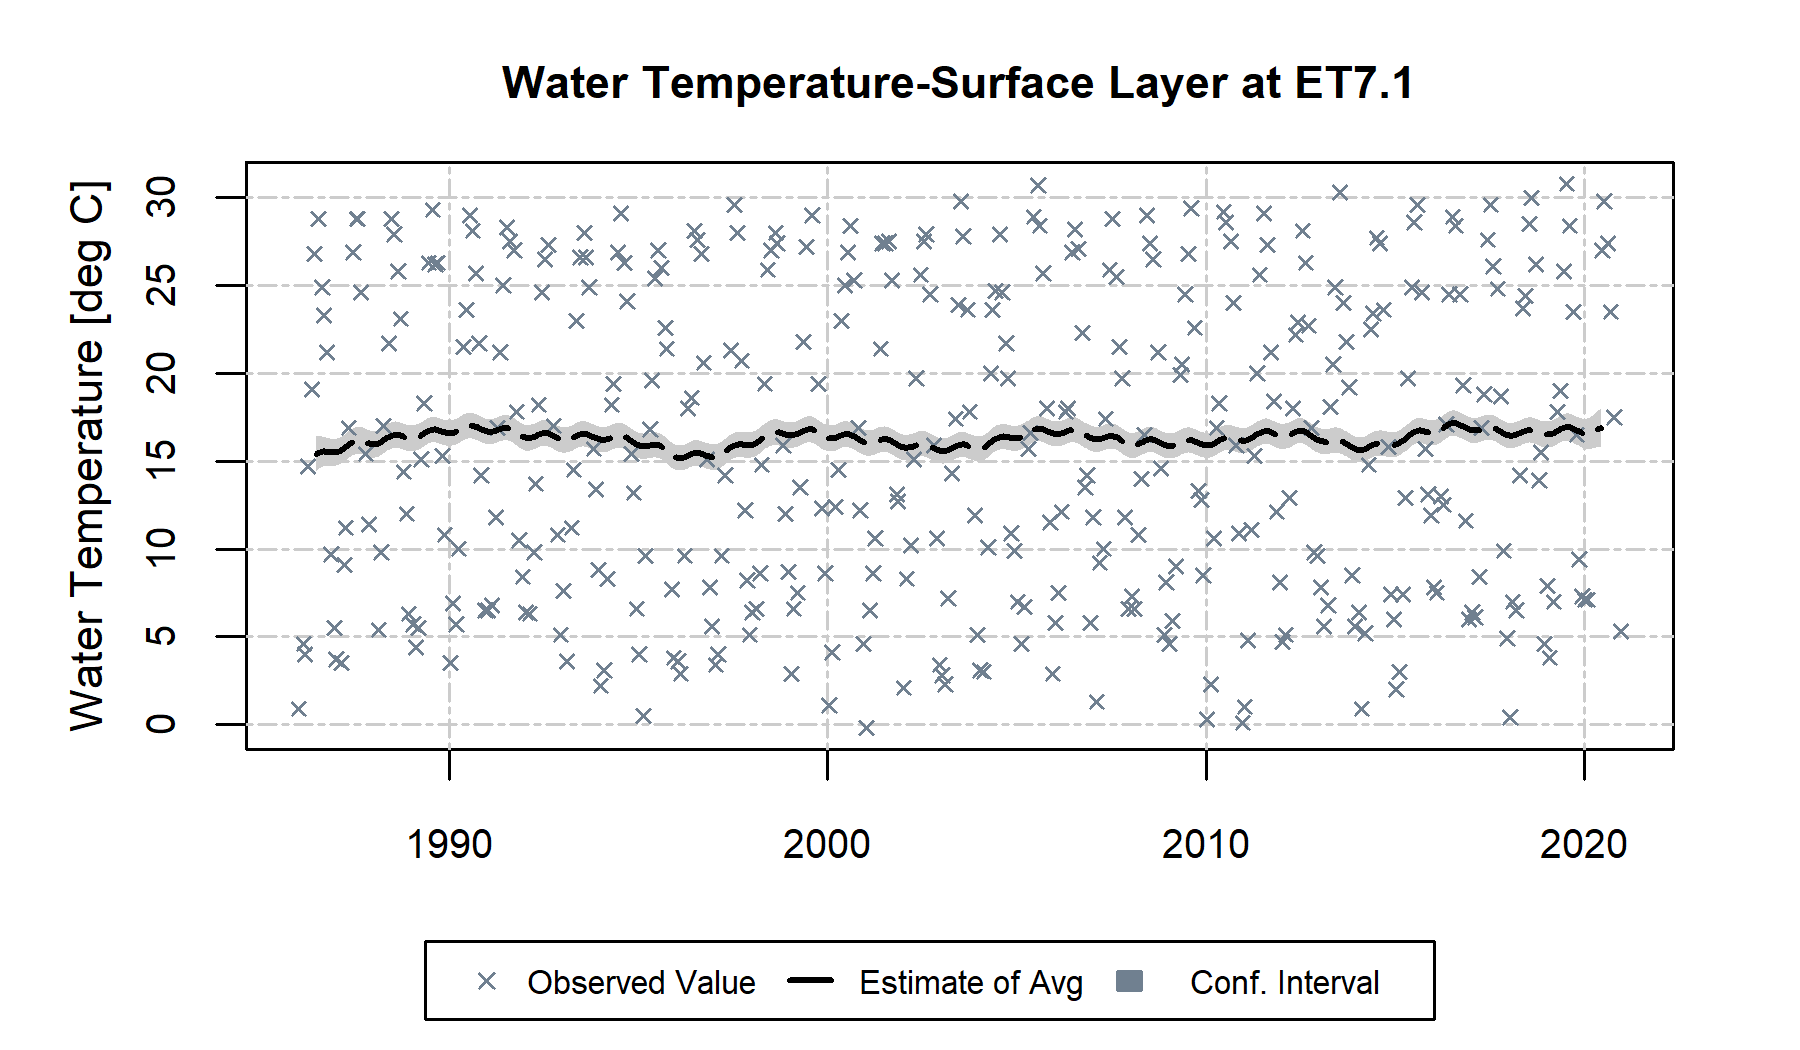 Water Temperature-Surface Layer at ET7.1
Water Temperature [deg C]
30
25
20
15
10
5
0
1990 2000 2010 2020
Observed Value Estimate of Avg Conf. Interval